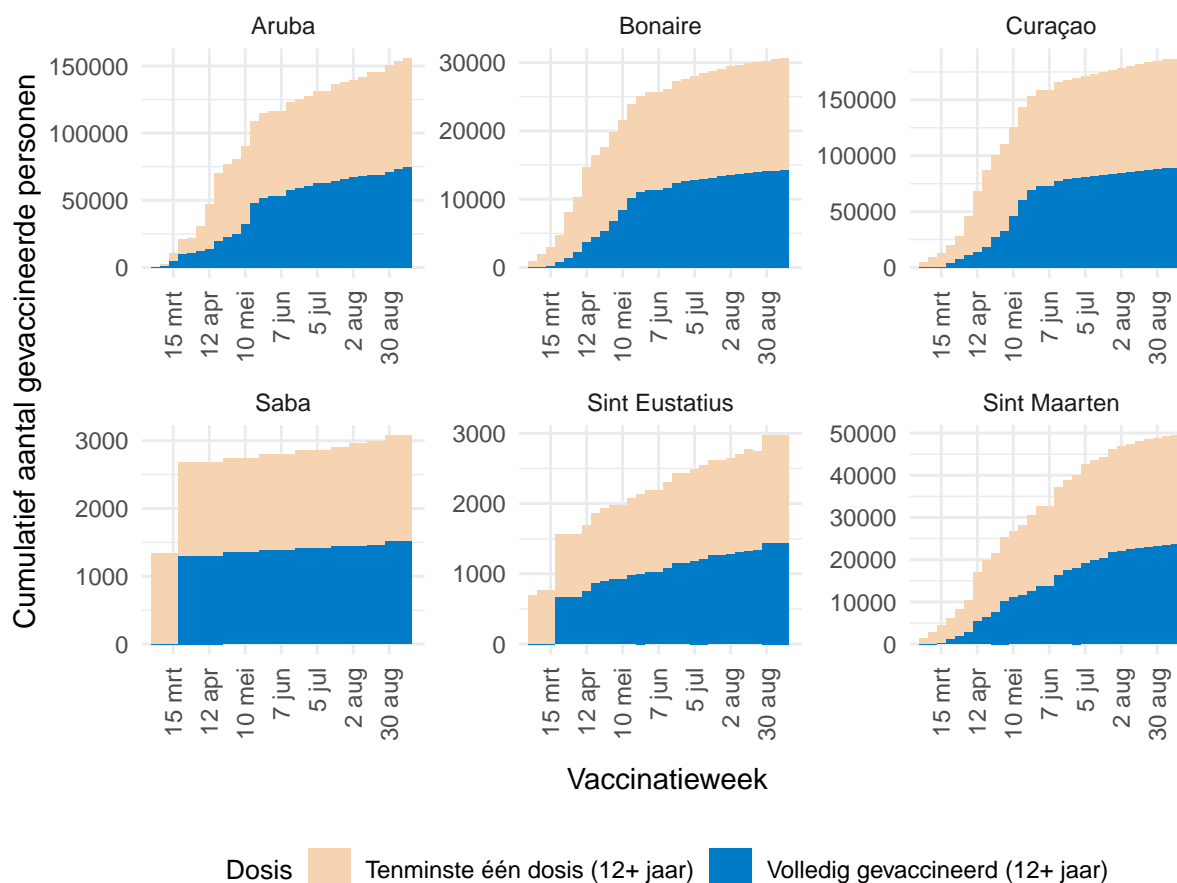 Aruba
Bonaire
Curaçao
150000
100000
50000
0
30000
20000
10000
0
150000
100000
50000
0
15 mrt
12 apr
10 mei
7 jun
5 jul
2 aug
30 aug
15 mrt
12 apr
10 mei
7 jun
5 jul
2 aug
30 aug
15 mrt
12 apr
10 mei
7 jun
5 jul
2 aug
30 aug
Cumulatief aantal gevaccineerde personen
Saba
Sint Eustatius
Sint Maarten
3000
2000
1000
0
3000
2000
1000
0
50000
40000
30000
20000
10000
0
15 mrt
12 apr
10 mei
7 jun
5 jul
2 aug
30 aug
15 mrt
12 apr
10 mei
7 jun
5 jul
2 aug
30 aug
15 mrt
12 apr
10 mei
7 jun
5 jul
2 aug
30 aug
Vaccinatieweek
Dosis Tenminste één dosis (12+ jaar) Volledig gevaccineerd (12+ jaar)